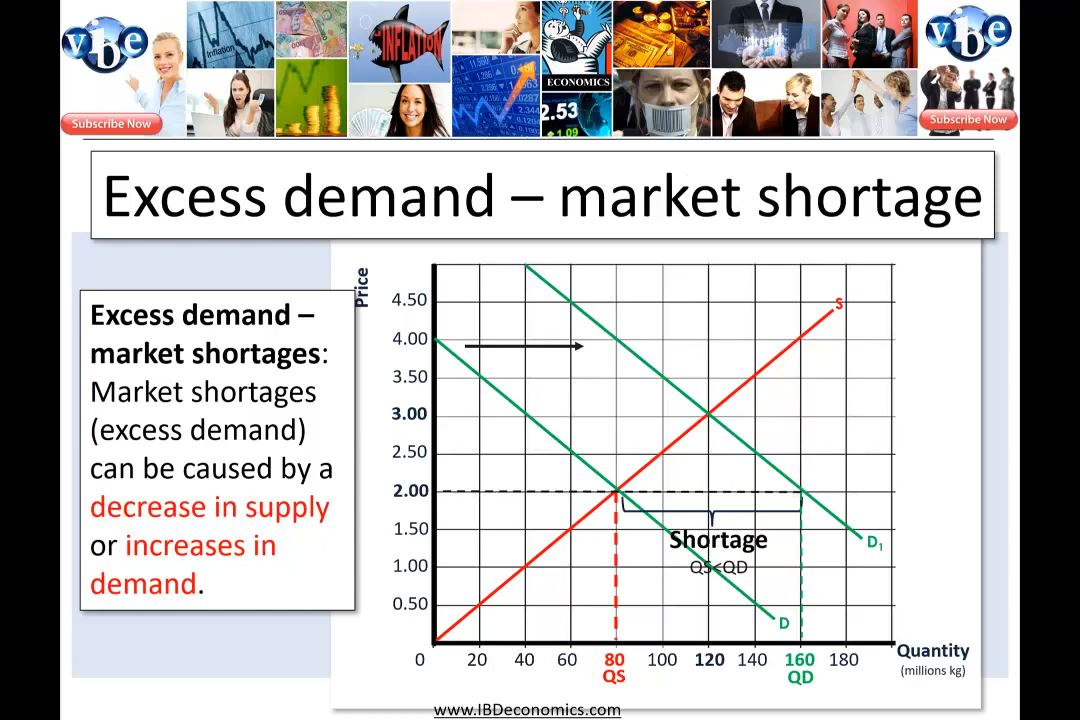 vbe
Subscribe Now
Inflation
INFLATION
ECONOMICS
2.53
1.09
vbe
Subscribe Now
Excess demand – market shortage
Excess demand –
market shortages:
Market shortages
(excess demand)
can be caused by a
decrease in supply
or increases in
demand.
Price
4.50
4.00
3.50
3.00
2.50
2.00
1.50
1.00
0.50
S
D₁
D
Shortage
QS<QD
0 20 40 60 80 100 120 140 160 180
QS QD
Quantity
(millions kg)
www.IBDeconomics.com